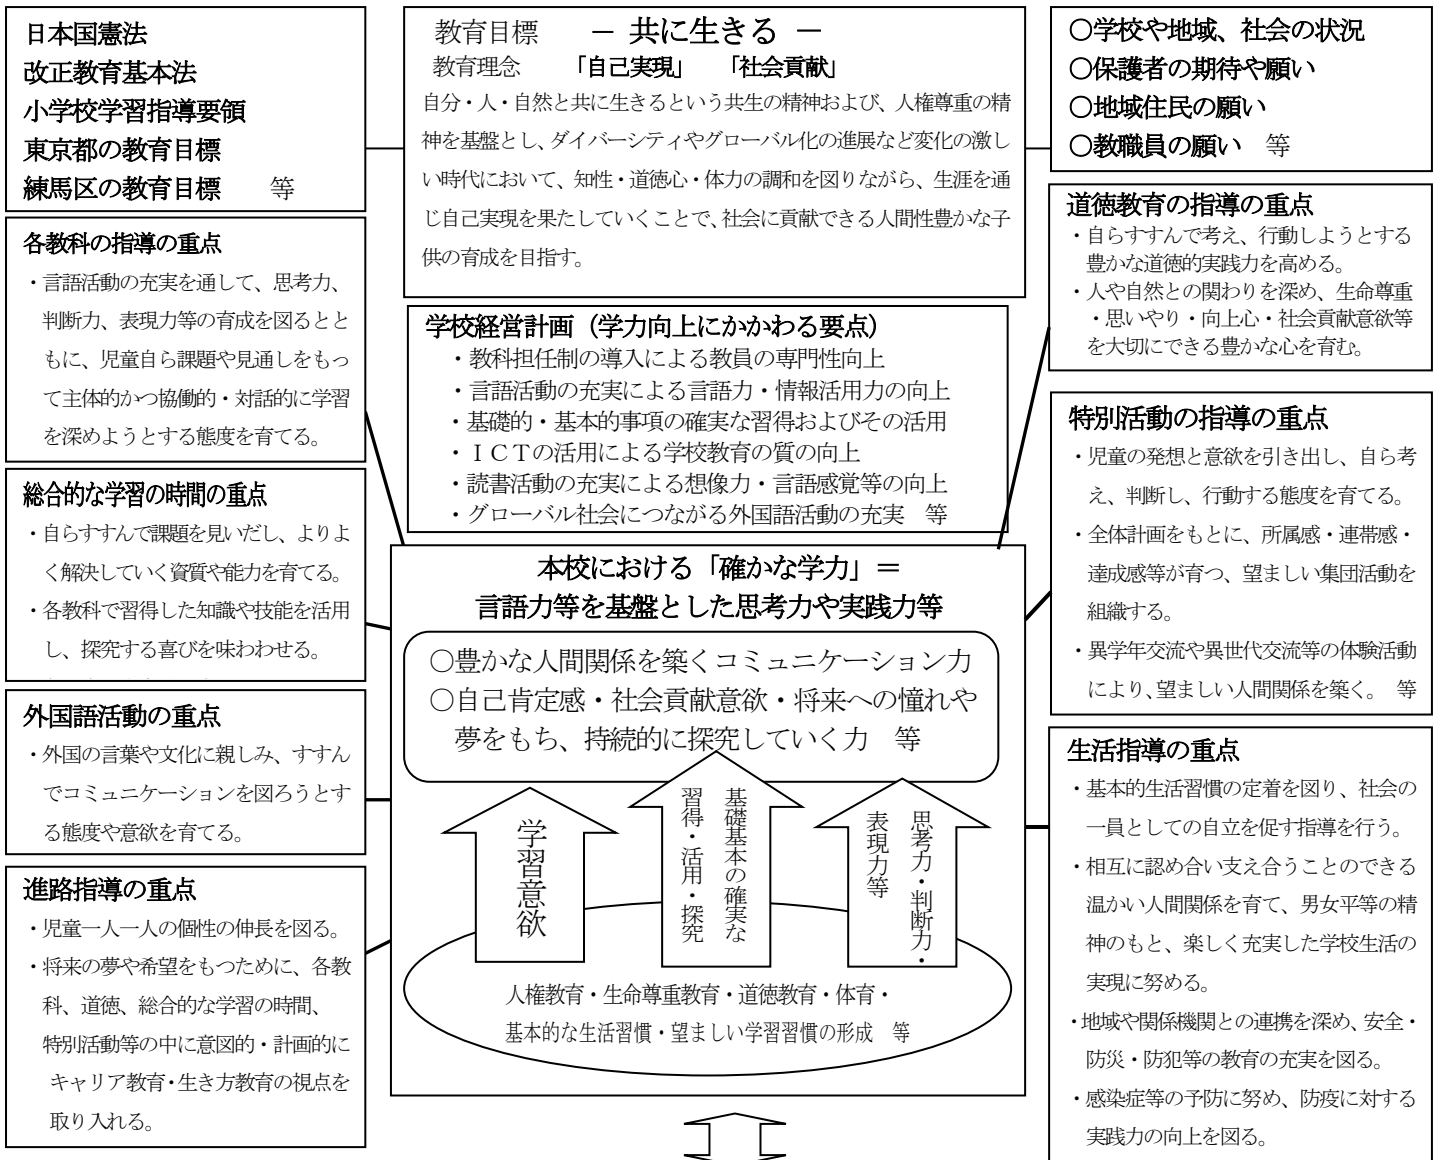 日本国憲法
改正教育基本法
小学校学習指導要領
東京都の教育目標
練馬区の教育目標　等
教育目標　－ 共に生きる －
教育理念　「自己実現」　「社会貢献」
自分・人・自然と共に生きるという共生の精神および、人権尊重の精
神を基盤とし、ダイバーシティやグローバル化の進展など変化の激し
い時代において、知性・道徳心・体力の調和を図りながら、生涯を通
じ自己実現を果たしていくことで、社会に貢献できる人間性豊かな子
供の育成を目指す。
〇学校や地域、社会の状況
〇保護者の期待や願い
〇地域住民の願い
〇教職員の願い　等
各教科の指導の重点
・言語活動の充実を通して、思考力、
判断力、表現力等の育成を図るとと
もに、児童自ら課題や見通しをもっ
て主体的かつ協働的・対話的に学習
を深めようとする態度を育てる。
総合的な学習の時間の重点
・自らすすんで課題を見いだし、よりよ
く解決していく資質や能力を育てる。
・各教科で習得した知識や技能を活用
し、探究する喜びを味わわせる。
外国語活動の重点
・外国の言葉や文化に親しみ、すすん
でコミュニケーションを図ろうとす
る態度や意欲を育てる。
進路指導の重点
・児童一人一人の個性の伸長を図る。
・将来の夢や希望をもつために、各教
科、道徳、総合的な学習の時間、
特別活動等の中に意図的・計画的に
キャリア教育・生き方教育の視点を
取り入れる。
学校経営計画（学力向上にかかわる要点）
・教科担任制の導入による教員の専門性向上
・言語活動の充実による言語力・情報活用力の向上
・基礎的・基本的事項の確実な習得およびその活用
・ＩＣＴの活用による学校教育の質の向上
・読書活動の充実による想像力・言語感覚等の向上
・グローバル社会につながる外国語活動の充実　等
本校における「確かな学力」＝
言語力等を基盤とした思考力や実践力等
〇豊かな人間関係を築くコミュニケーション力
〇自己肯定感・社会貢献意欲・将来への憧れや
夢をもち、持続的に探究していく力　等
学習意欲
基礎基本の確実な
習得・活用・探究
思考力・判断力・
表現力等
人権教育・生命尊重教育・道徳教育・体育・
基本的な生活習慣・望ましい学習習慣の形成　等
道徳教育の指導の重点
・自らすすんで考え、行動しようとする
豊かな道徳的実践力を高める。
・人や自然との関わりを深め、生命尊重
・思いやり・向上心・社会貢献意欲等
を大切にできる豊かな心を育む。
特別活動の指導の重点
・児童の発想と意欲を引き出し、自ら考
え、判断し、行動する態度を育てる。
・全体計画をもとに、所属感・連帯感・
達成感等が育つ、望ましい集団活動を
組織する。
・異学年交流や異世代交流等の体験活動
により、望ましい人間関係を築く。　等
生活指導の重点
・基本的生活習慣の定着を図り、社会の
一員としての自立を促す指導を行う。
・相互に認め合い支え合うことのできる
温かい人間関係を育て、男女平等の精
神のもと、楽しく充実した学校生活の
実現に努める。
・地域や関係機関との連携を深め、安全・
防災・防犯等の教育の充実を図る。
・感染症等の予防に努め、防疫に対する
実践力の向上を図る。